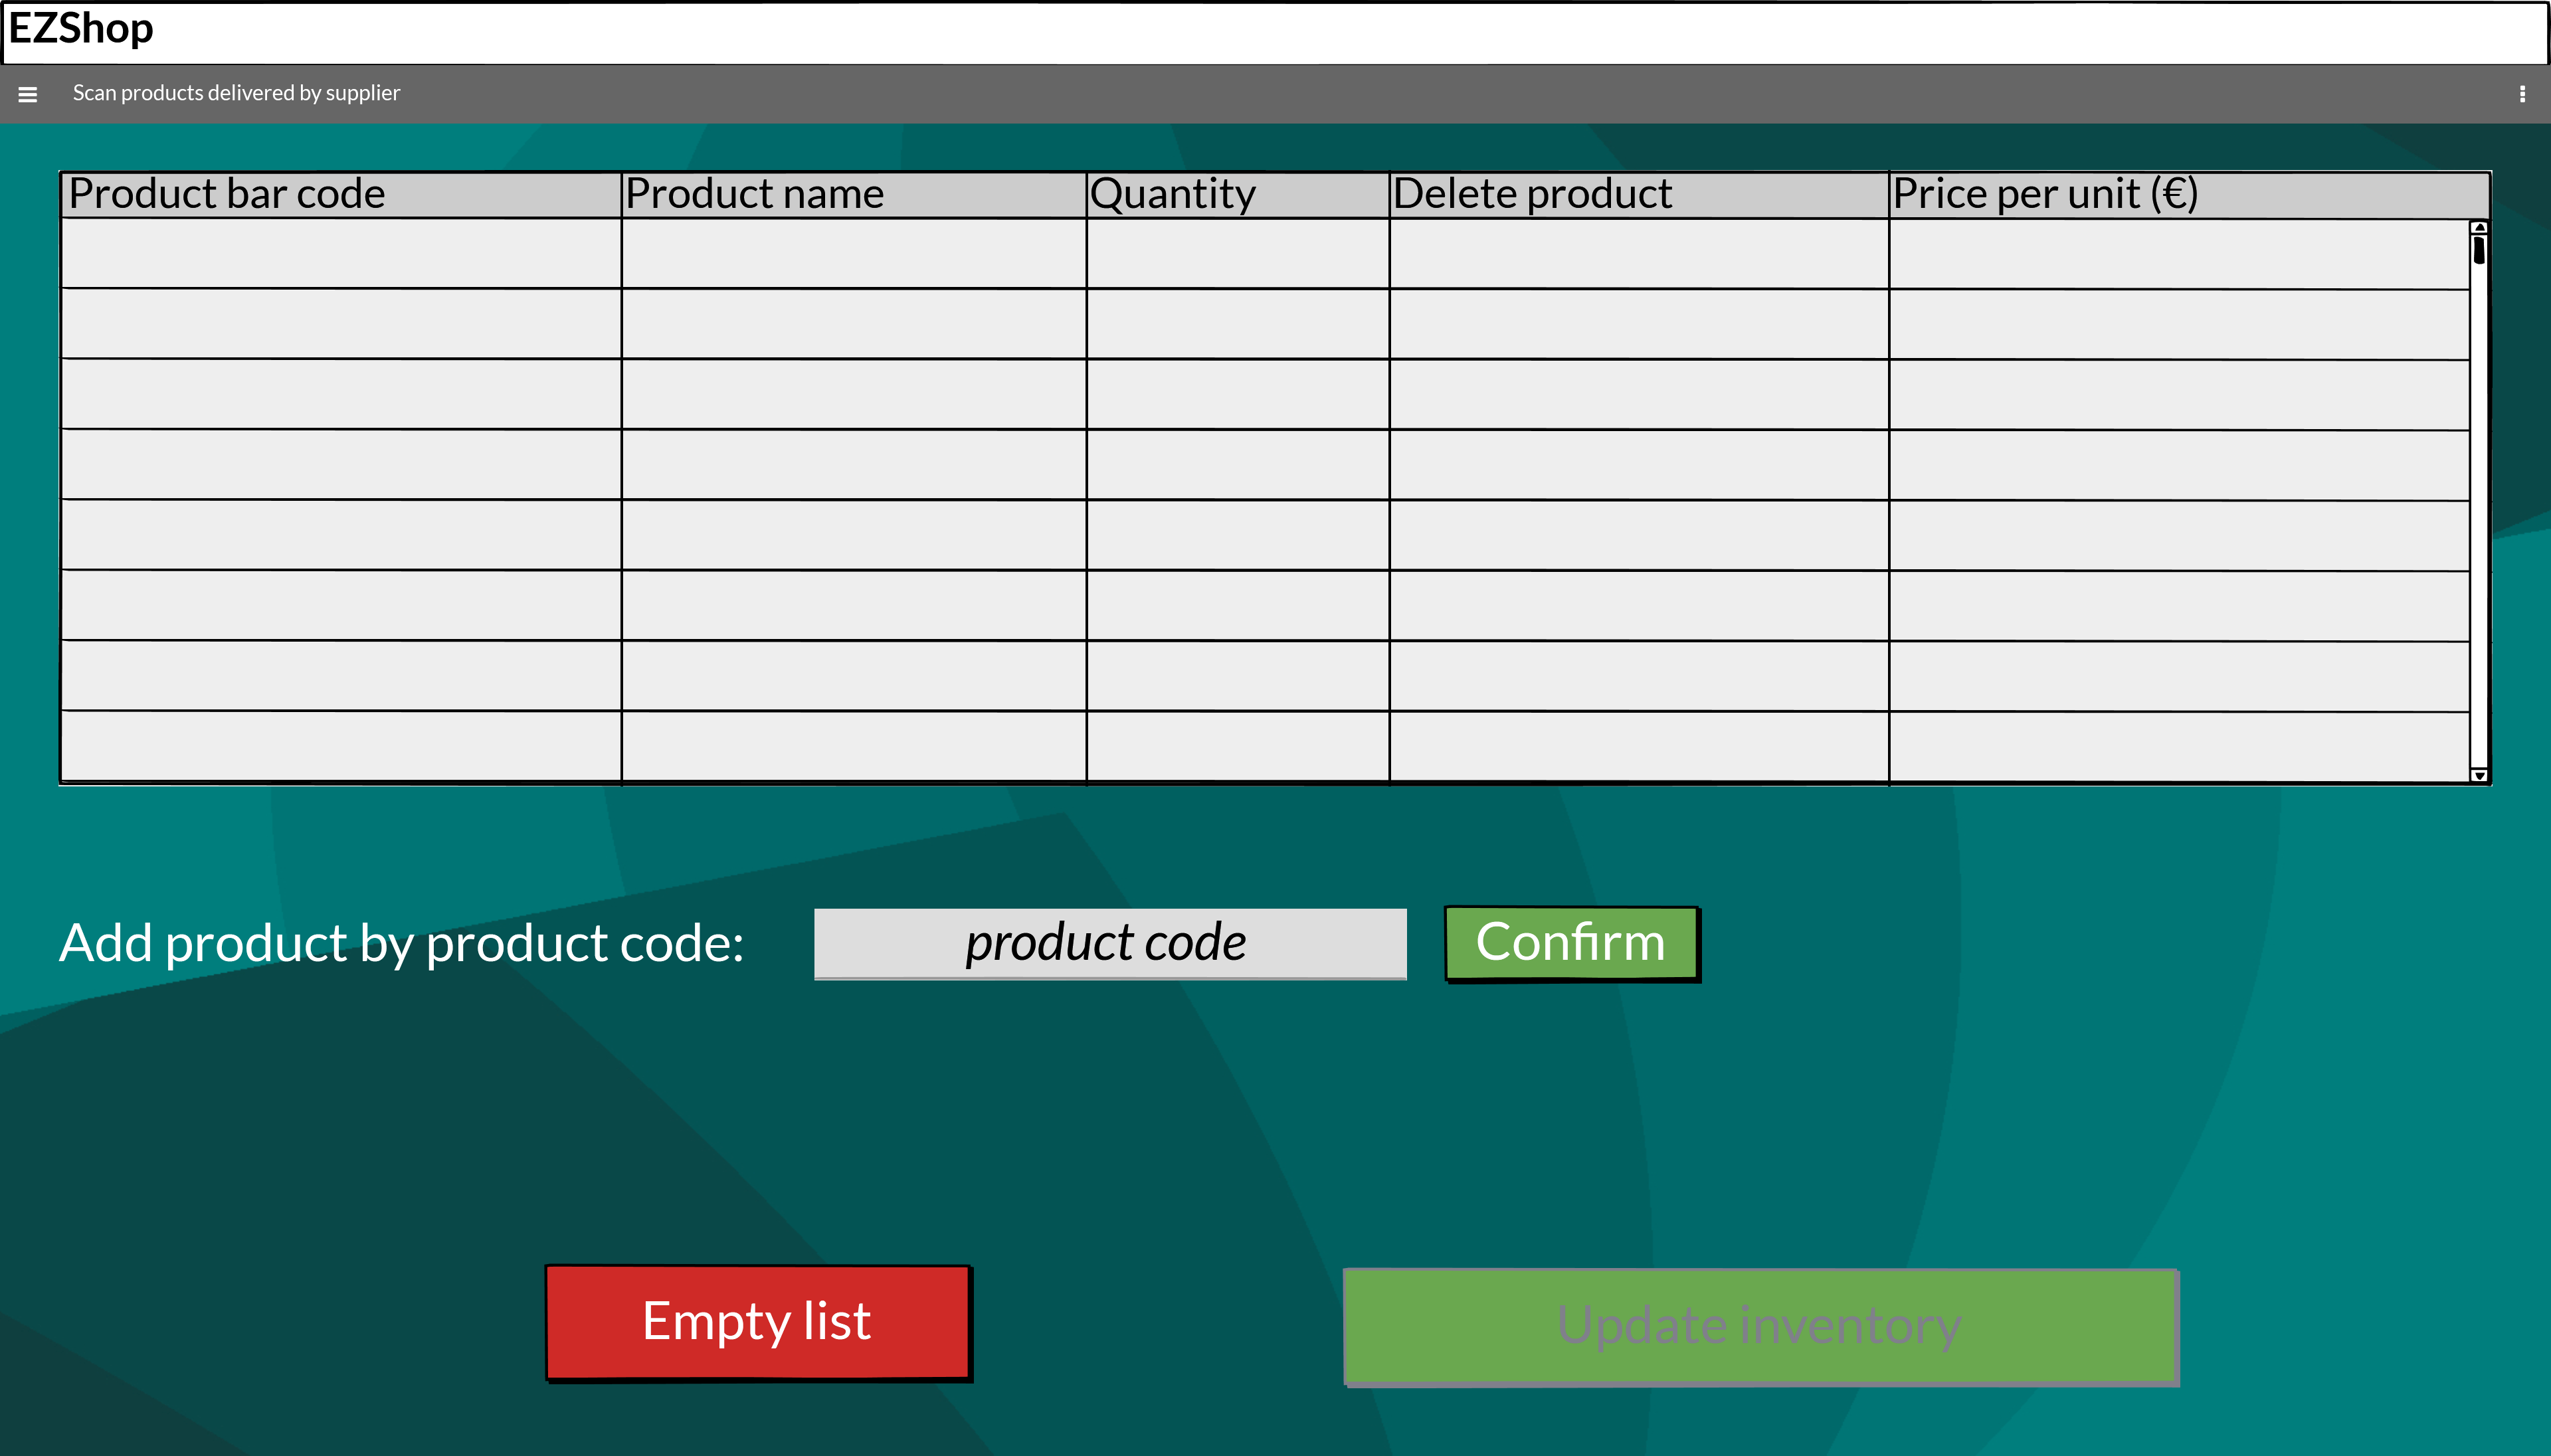 EZShop
Scan products delivered by supplier
Product bar code Product name Quantity Delete product Price per unit (€)
Add product by product code: product code Confirm
Empty list Update inventory